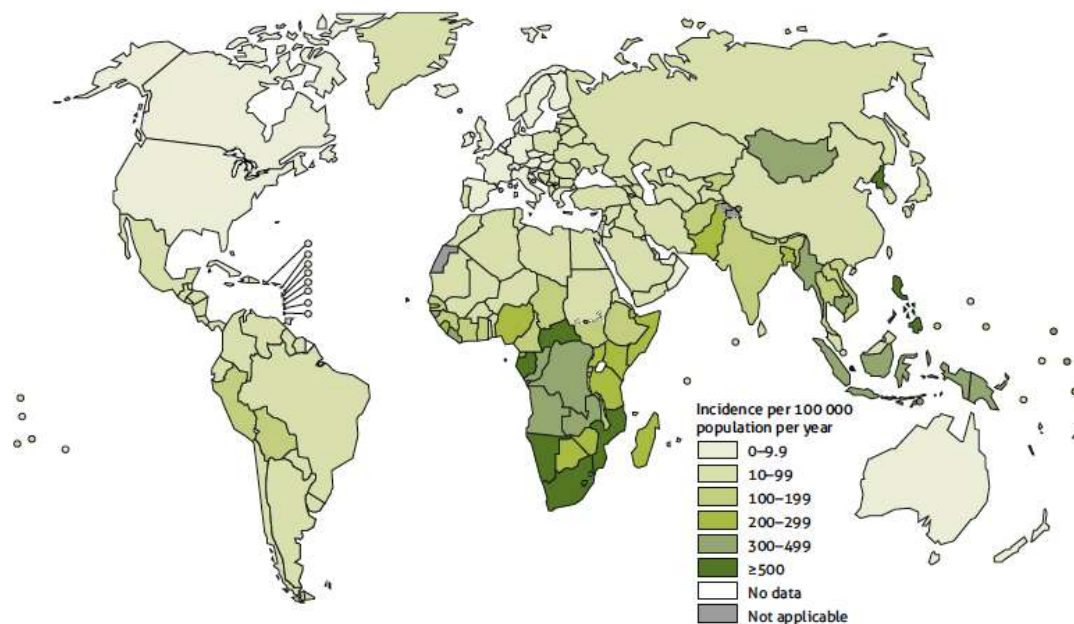 Incidence per 100 000
population per year
0–9.9
10–99
100–199
200–299
300–499
≥500
No data
Not applicable